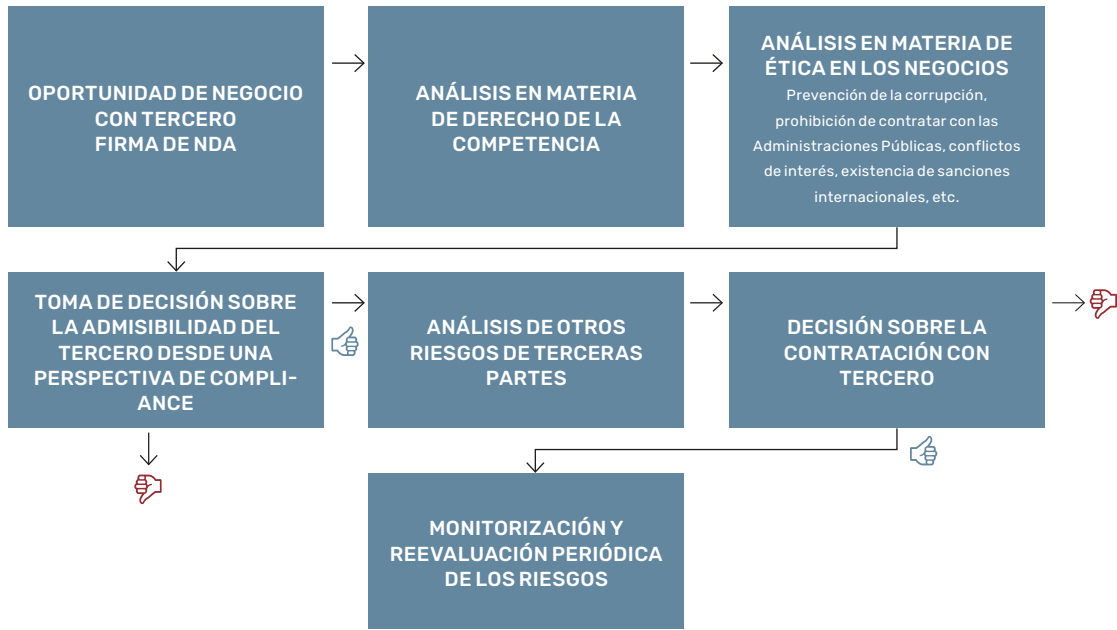 OPORTUNIDAD DE NEGOCIO
CON TERCERO
FIRMA DE NDA
ANÁLISIS EN MATERIA
DE DERECHO DE LA
COMPETENCIA
ANÁLISIS EN MATERIA DE
ÉTICA EN LOS NEGOCIOS
Prevención de la corrupción,
prohibición de contratar con las
Administraciones Públicas, conflictos
de interés, existencia de sanciones
internacionales, etc.
TOMA DE DECISIÓN SOBRE
LA ADMISIBILIDAD DEL
TERCERO DESDE UNA
PERSPECTIVA DE COMPLI-
ANCE
ANÁLISIS DE OTROS
RIESGOS DE TERCERAS
PARTES
DECISIÓN SOBRE LA
CONTRATACIÓN CON
TERCERO
MONITORIZACIÓN Y
REEVALUACIÓN PERIÓDICA
DE LOS RIESGOS